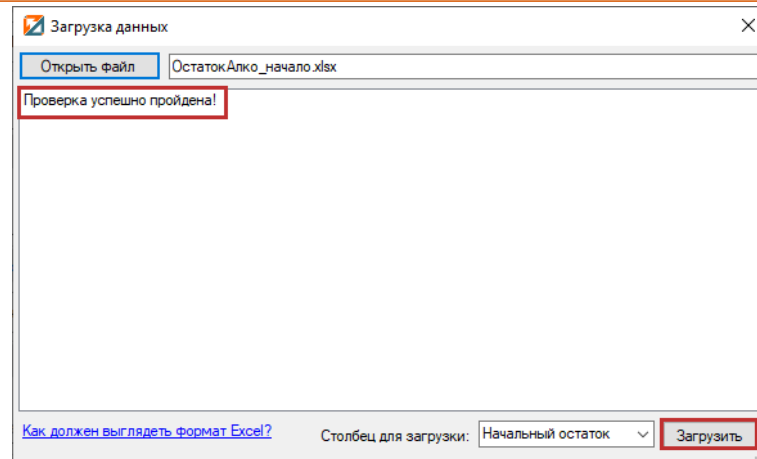 Загрузка данных
Открыть файл ОстатокАлко_начало.xlsx
Проверка успешно пройдена!
Как должен выглядеть формат Excel? Столбец для загрузки: Начальный остаток Загрузить